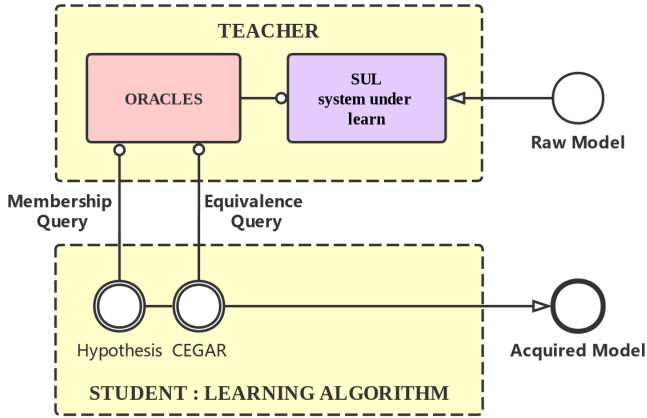 TEACHER
ORACLES
SUL
system under
learn
Raw Model
Membership
Query
Equivalence
Query
Hypothesis
CEGAR
Acquired Model
STUDENT : LEARNING ALGORITHM